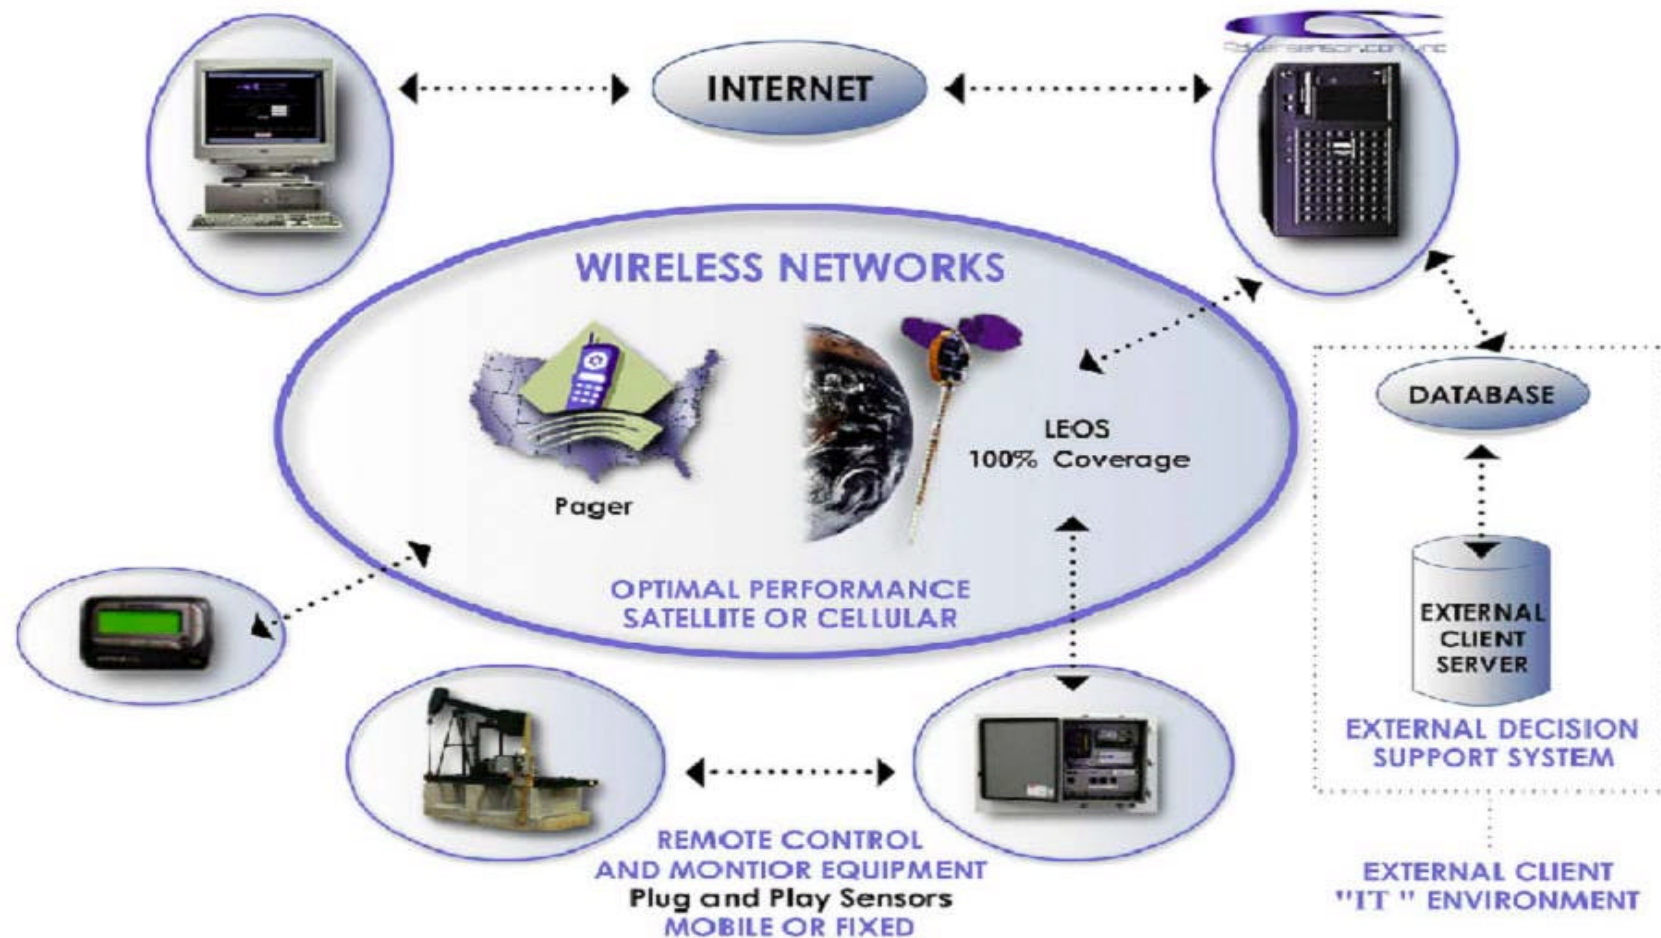 INTERNET
WIRELESS NETWORKS
LEOS
100% Coverage
Pager
OPTIMAL PERFORMANCE
SATELLITE OR CELLULAR
DATABASE
EXTERNAL
CLIENT
SERVER
EXTERNAL DECISION
SUPPORT SYSTEM
REMOTE CONTROL
AND MONTIOR EQUIPMENT
Plug and Play Sensors
MOBILE OR FIXED
EXTERNAL CLIENT
"IT " ENVIRONMENT